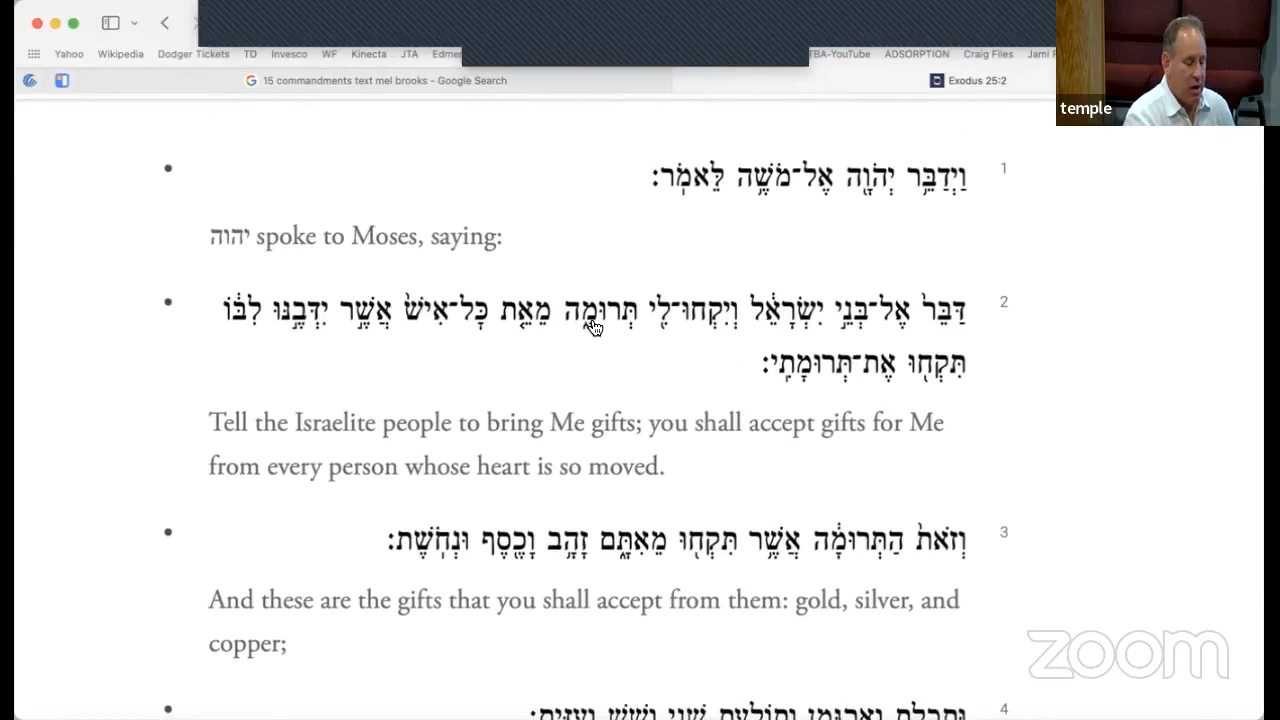 Yahoo Wikipedia Dodger Tickets TD Invesco WF Kinecta JTA TBA-YouTube ADSORPTION Craig Files Jami
15 commandments text mel brooks - Google Search Exodus 25:2
temple
1 וַיְדַבֵּ֥ר יְהֹוָ֖ה אֶל־מֹשֶׁ֥ה לֵּאמֹֽר׃
יהוה spoke to Moses, saying:
2 דַּבֵּר֙ אֶל־בְּנֵ֣י יִשְׂרָאֵ֔ל וְיִקְחוּ־לִ֖י תְּרוּמָ֑ה מֵאֵ֤ת כׇּל־אִישׁ֙ אֲשֶׁ֣ר יִדְּבֶ֣נּוּ לִבּ֔וֹ
תִּקְח֖וּ אֶת־תְּרוּמָתִֽי׃
Tell the Israelite people to bring Me gifts; you shall accept gifts for Me
from every person whose heart is so moved.
3 וְזֹאת֙ הַתְּרוּמָ֔ה אֲשֶׁ֥ר תִּקְח֖וּ מֵאִתָּ֑ם זָהָ֥ב וָכֶ֖סֶף וּנְחֹֽשֶׁת׃
And these are the gifts that you shall accept from them: gold, silver, and
copper;
4 וּתְכֵ֧לֶת וְאַרְגָּמָ֛ן וְתוֹלַ֥עַת שָׁנִ֖י וְשֵׁ֥שׁ וְעִזִּֽים׃
zoom